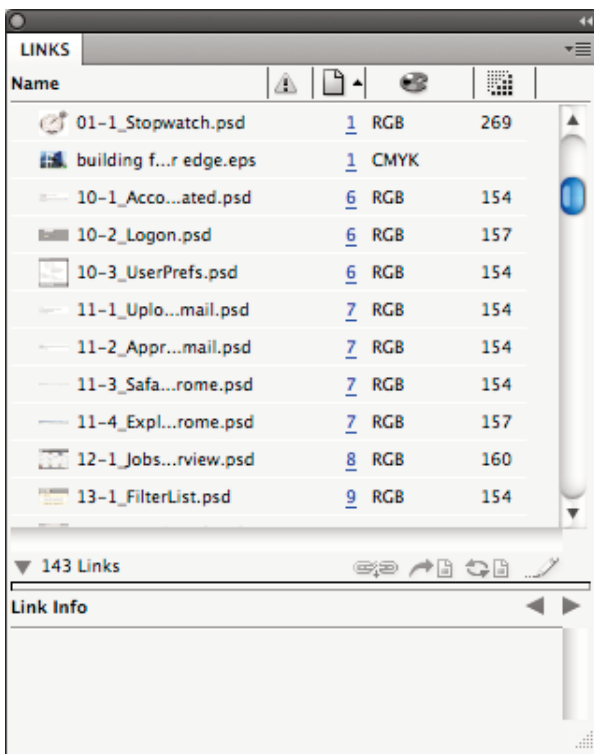 LINKS
Name
01-1_Stopwatch.psd 1 RGB 269
building f...r edge.eps 1 CMYK
10-1_Acco...ated.psd 6 RGB 154
10-2_Logon.psd 6 RGB 157
10-3_UserPrefs.psd 6 RGB 154
11-1_Uplo...mail.psd 7 RGB 154
11-2_Appr...mail.psd 7 RGB 154
11-3_Safa...rome.psd 7 RGB 154
11-4_Expl...rome.psd 7 RGB 157
12-1_Jobs...rview.psd 8 RGB 160
13-1_FilterList.psd 9 RGB 154
143 Links
Link Info